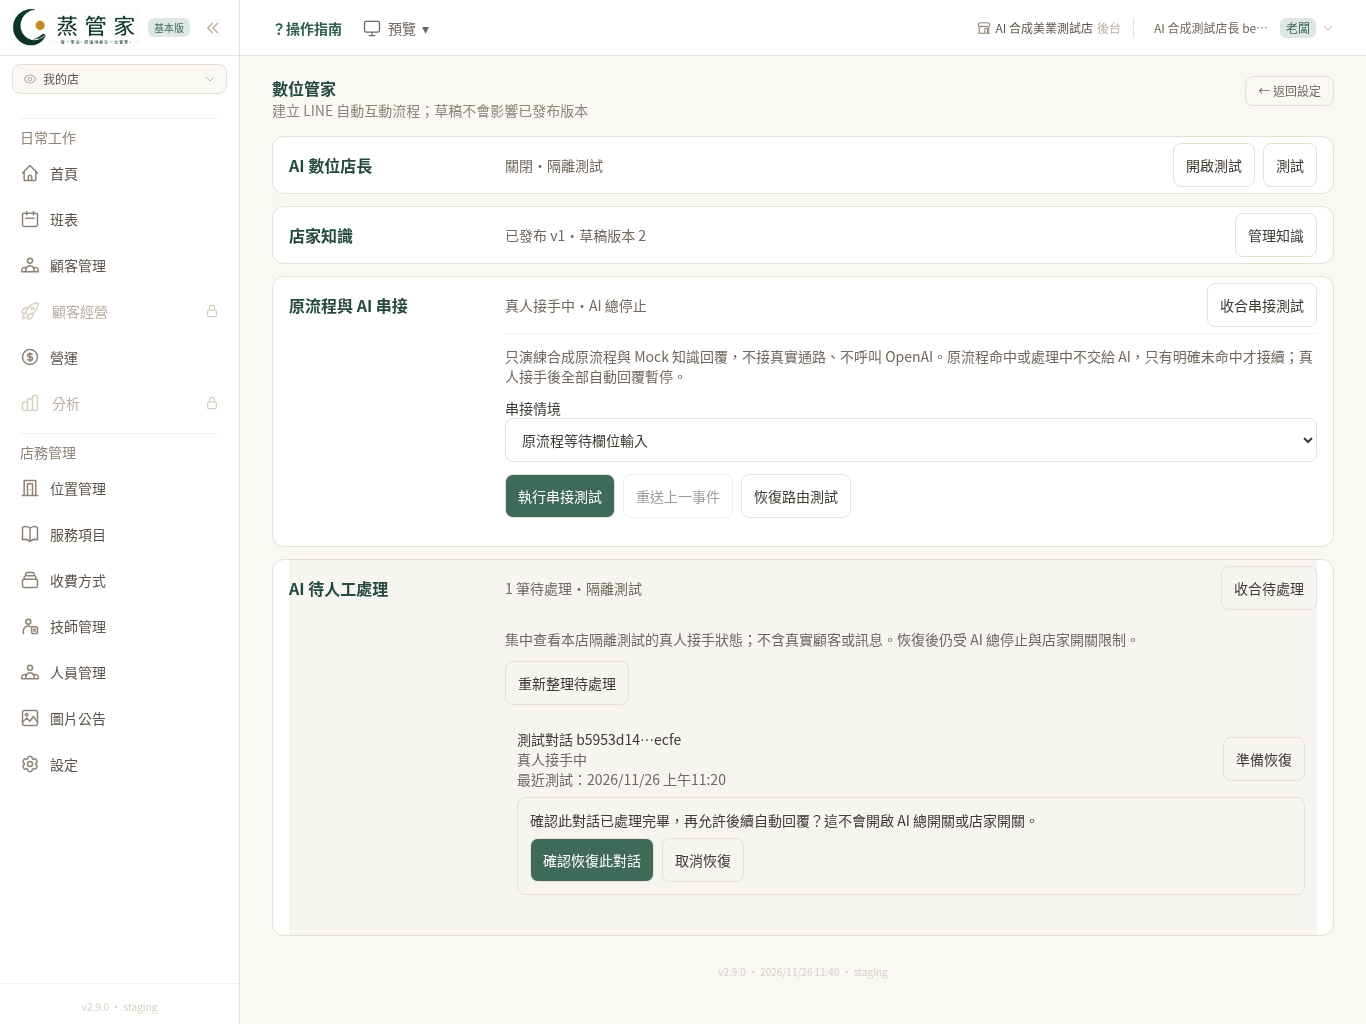 蒸管家
基本版
我的店
日常工作
首頁
班表
顧客管理
顧客經營
營運
分析
店務管理
位置管理
服務項目
收費方式
技師管理
人員管理
圖片公告
設定
v2.9.0 · staging
? 操作指南
預覽 ▾
AI 合成美業測試店 後台
AI 合成測試店長 be…
老闆
數位管家
建立 LINE 自動互動流程；草稿不會影響已發布版本
← 返回設定
AI 數位店長
關閉・隔離測試
開啟測試
測試
店家知識
已發布 v1・草稿版本 2
管理知識
原流程與 AI 串接
真人接手中・AI 總停止
收合串接測試
只演練合成原流程與 Mock 知識回覆，不接真實通路、不呼叫 OpenAI。原流程命中或處理中不交給 AI，只有明確未命中才接續；真
人接手後全部自動回覆暫停。
串接情境
原流程等待欄位輸入
執行串接測試
重送上一事件
恢復路由測試
AI 待人工處理
1 筆待處理・隔離測試
收合待處理
集中查看本店隔離測試的真人接手狀態；不含真實顧客或訊息。恢復後仍受 AI 總停止與店家開關限制。
重新整理待處理
測試對話 b5953d14…ecfe
真人接手中
最近測試：2026/11/26 上午11:20
準備恢復
確認此對話已處理完畢，再允許後續自動回覆？這不會開啟 AI 總開關或店家開關。
確認恢復此對話
取消恢復
v2.9.0 · 2026/11/26 11:40 · staging